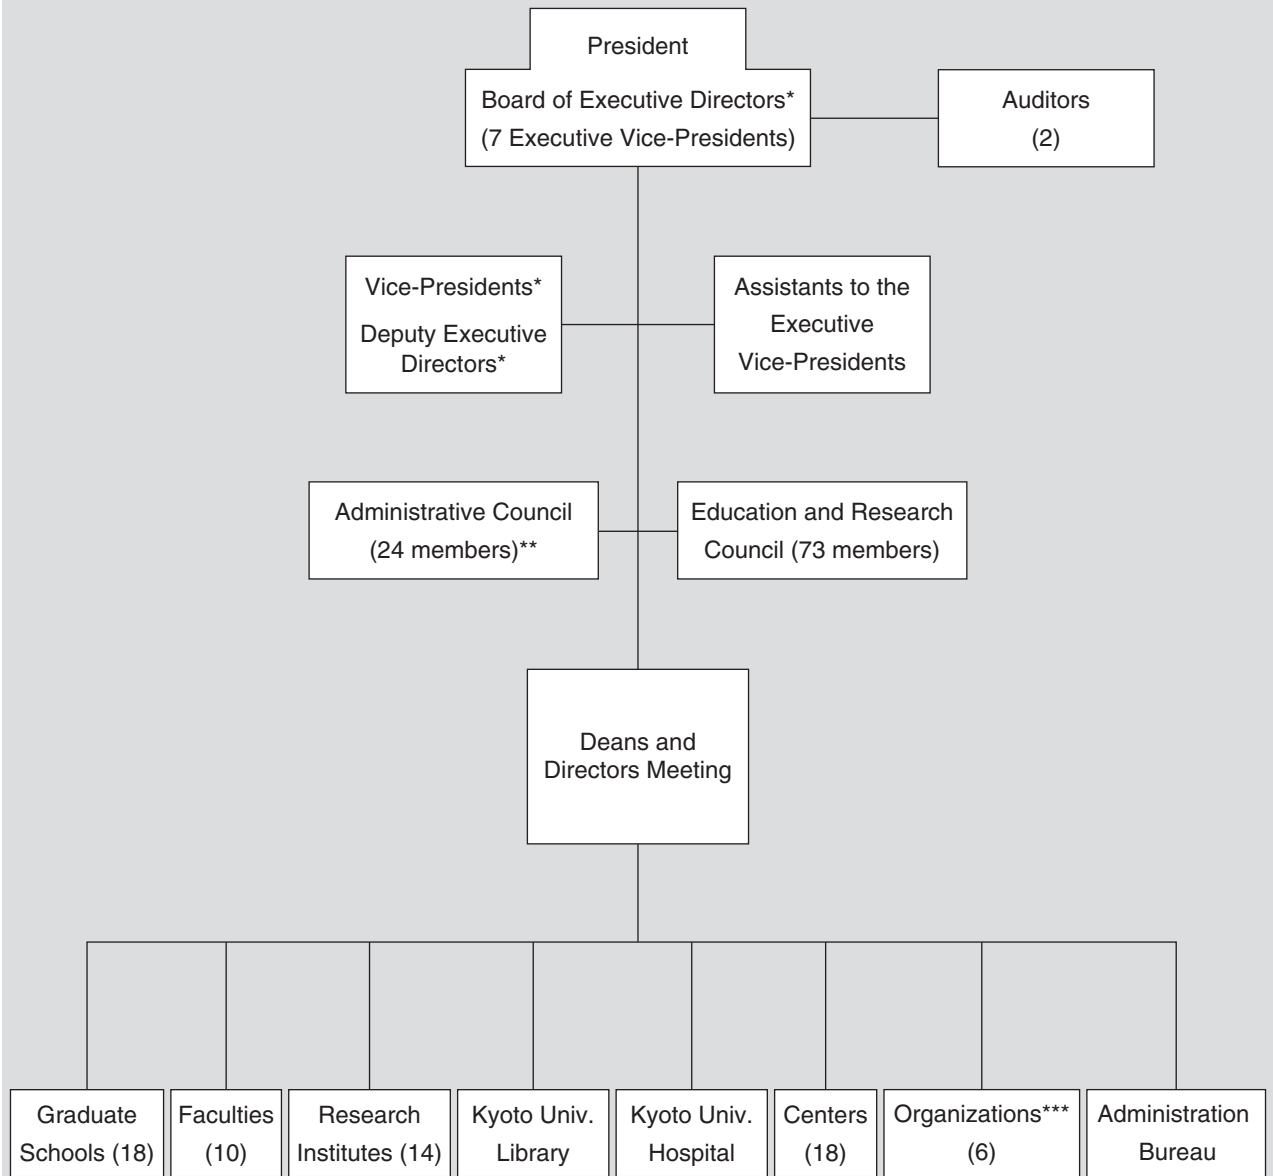 President
Board of Executive Directors*
(7 Executive Vice-Presidents)
Auditors
(2)
Vice-Presidents*
Deputy Executive
Directors*
Assistants to the
Executive
Vice-Presidents
Administrative Council
(24 members)**
Education and Research
Council (73 members)
Deans and
Directors Meeting
Graduate
Schools (18)
Faculties
(10)
Research
Institutes (14)
Kyoto Univ.
Library
Kyoto Univ.
Hospital
Centers
(18)
Organizations***
(6)
Administration
Bureau